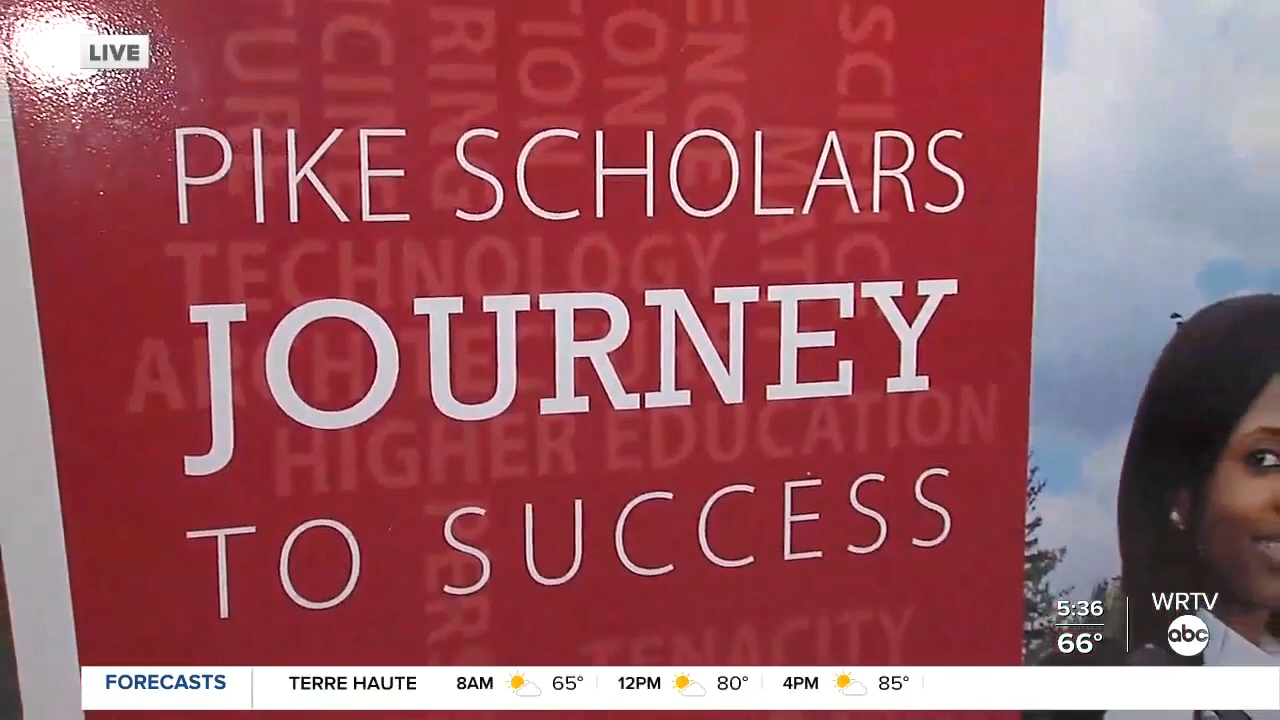 LIVE
PIKE SCHOLARS
TECHNOLOGY
JOURNEY
HIGHER EDUCATION
TO SUCCESS
TENACITY
5:36
66°
WRTV
abc
FORECASTS TERRE HAUTE 8AM 65° 12PM 80° 4PM 85°